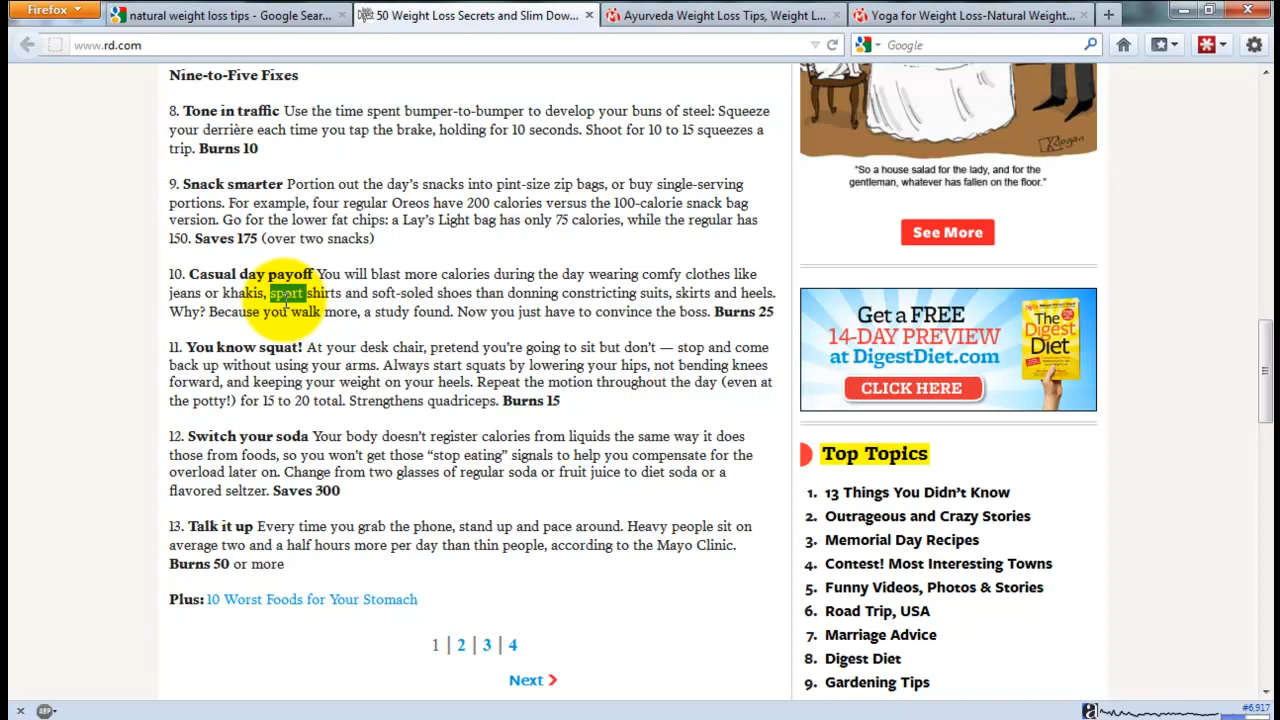 Firefox
natural weight loss tips - Google Sear...
50 Weight Loss Secrets and Slim Dow...
Ayurveda Weight Loss Tips, Weight L...
Yoga for Weight Loss-Natural Weight...
www.rd.com
Google
Nine-to-Five Fixes
8. Tone in traffic Use the time spent bumper-to-bumper to develop your buns of steel: Squeeze
your derrière each time you tap the brake, holding for 10 seconds. Shoot for 10 to 15 squeezes a
trip. Burns 10
9. Snack smarter Portion out the day's snacks into pint-size zip bags, or buy single-serving
portions. For example, four regular Oreos have 200 calories versus the 100-calorie snack bag
version. Go for the lower fat chips: a Lay's Light bag has only 75 calories, while the regular has
150. Saves 175 (over two snacks)
10. Casual day payoff You will blast more calories during the day wearing comfy clothes like
jeans or khakis, sport shirts and soft-soled shoes than donning constricting suits, skirts and heels.
Why? Because you walk more, a study found. Now you just have to convince the boss. Burns 25
11. You know squat! At your desk chair, pretend you're going to sit but don't — stop and come
back up without using your arms. Always start squats by lowering your hips, not bending knees
forward, and keeping your weight on your heels. Repeat the motion throughout the day (even at
the potty!) for 15 to 20 total. Strengthens quadriceps. Burns 15
12. Switch your soda Your body doesn't register calories from liquids the same way it does
those from foods, so you won't get those "stop eating" signals to help you compensate for the
overload later on. Change from two glasses of regular soda or fruit juice to diet soda or a
flavored seltzer. Saves 300
13. Talk it up Every time you grab the phone, stand up and pace around. Heavy people sit on
average two and a half hours more per day than thin people, according to the Mayo Clinic.
Burns 50 or more
Plus: 10 Worst Foods for Your Stomach
1 | 2 | 3 | 4
Next
"So a house salad for the lady, and for the
gentleman, whatever has fallen on the floor."
See More
Get a FREE
14-DAY PREVIEW
at DigestDiet.com
CLICK HERE
The
Digest
Diet
Top Topics
1. 13 Things You Didn't Know
2. Outrageous and Crazy Stories
3. Memorial Day Recipes
4. Contest! Most Interesting Towns
5. Funny Videos, Photos & Stories
6. Road Trip, USA
7. Marriage Advice
8. Digest Diet
9. Gardening Tips
ABP
a
#6,917